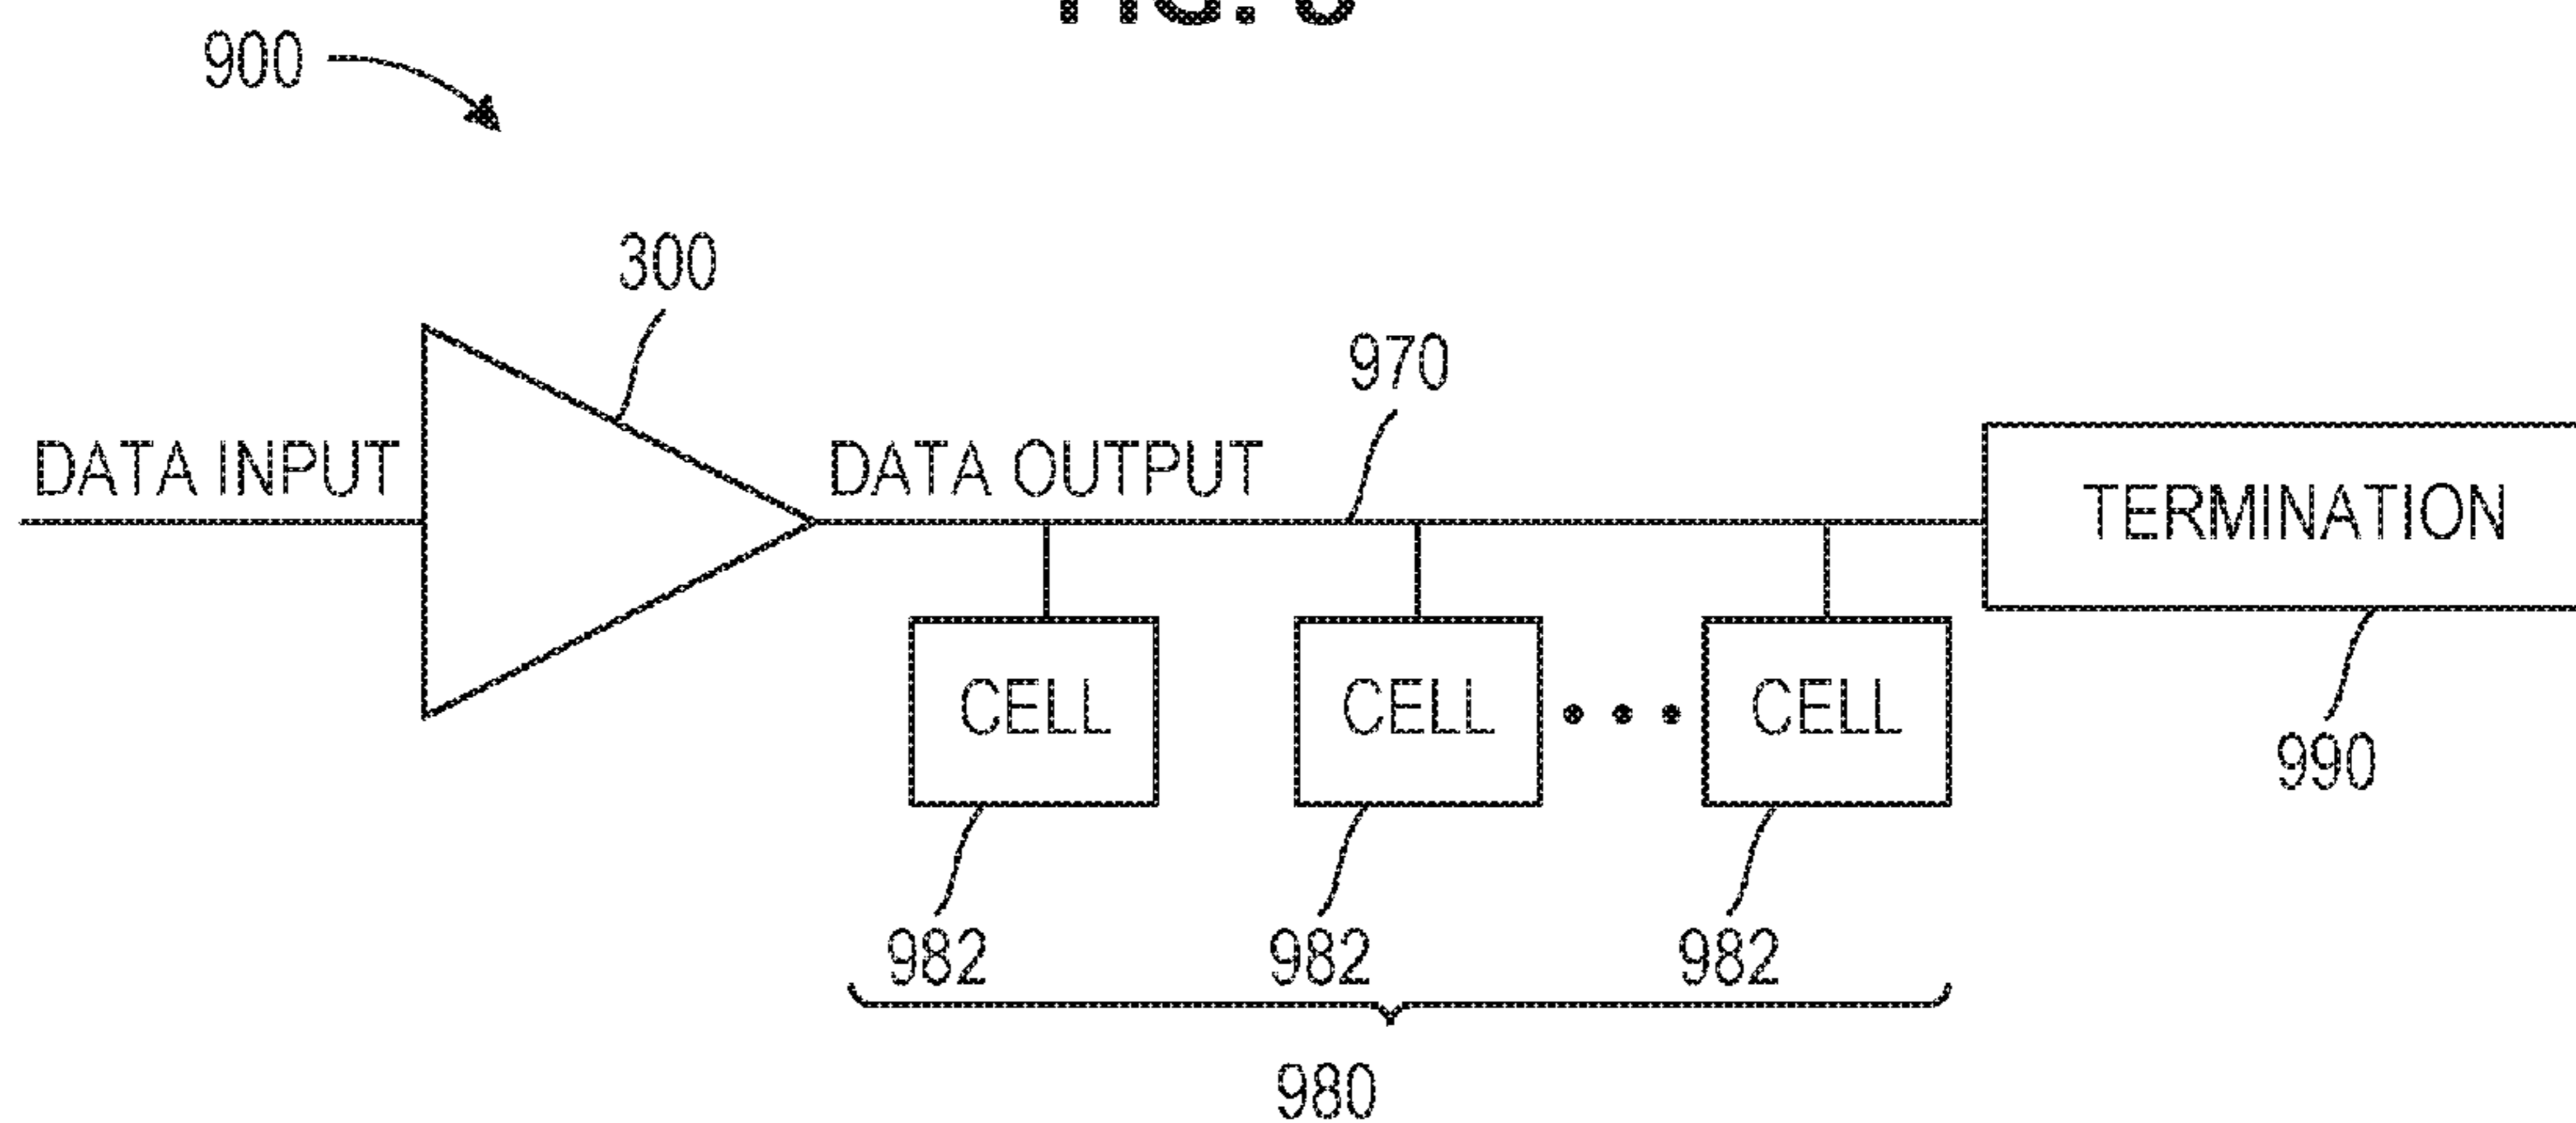 900
300
970
DATA INPUT
DATA OUTPUT
TERMINATION
CELL
CELL
CELL
990
982
982
982
980